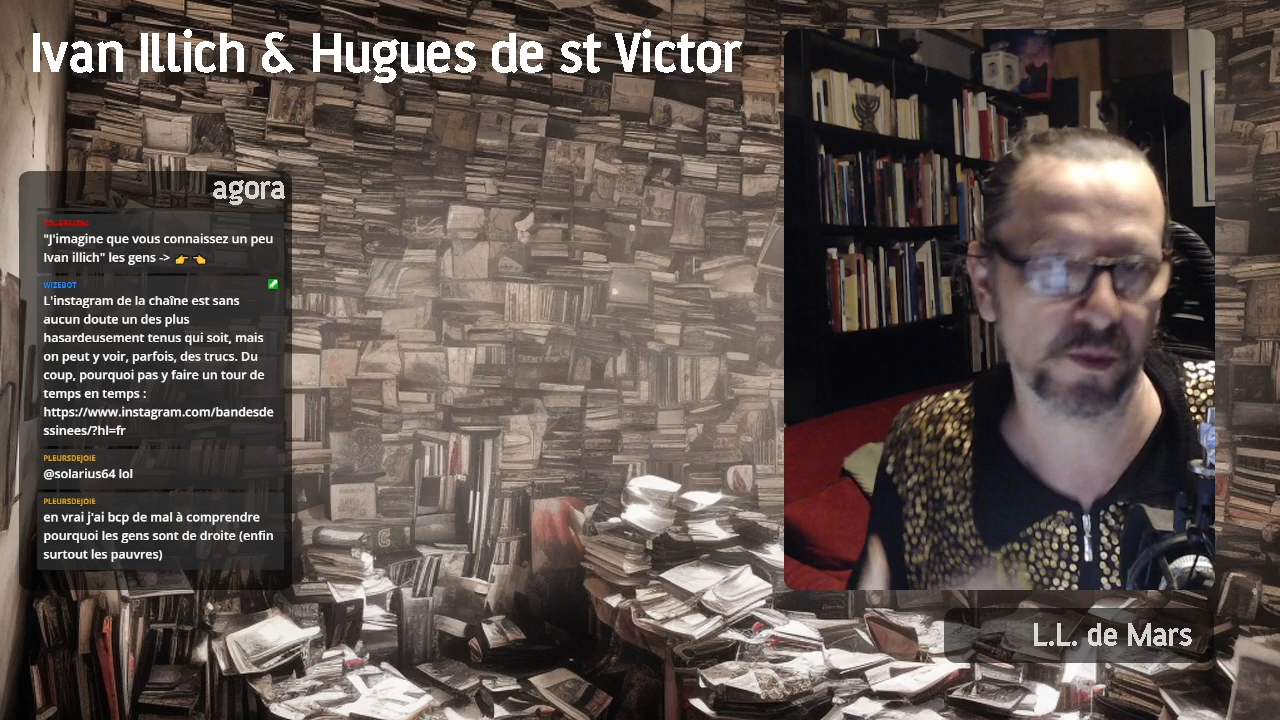 Ivan Illich & Hugues de st Victor
agora
"J'imagine que vous connaissez un peu
Ivan illich" les gens -> 👉👈
WIZEBOT
L'instagram de la chaîne est sans
aucun doute un des plus
hasardeusement tenus qui soit, mais
on peut y voir, parfois, des trucs. Du
coup, pourquoi pas y faire un tour de
temps en temps :
https://www.instagram.com/bandesde
ssinees/?hl=fr
PLEURSDEJOIE
@solarius64 lol
PLEURSDEJOIE
en vrai j'ai bcp de mal à comprendre
pourquoi les gens sont de droite (enfin
surtout les pauvres)
L.L. de Mars